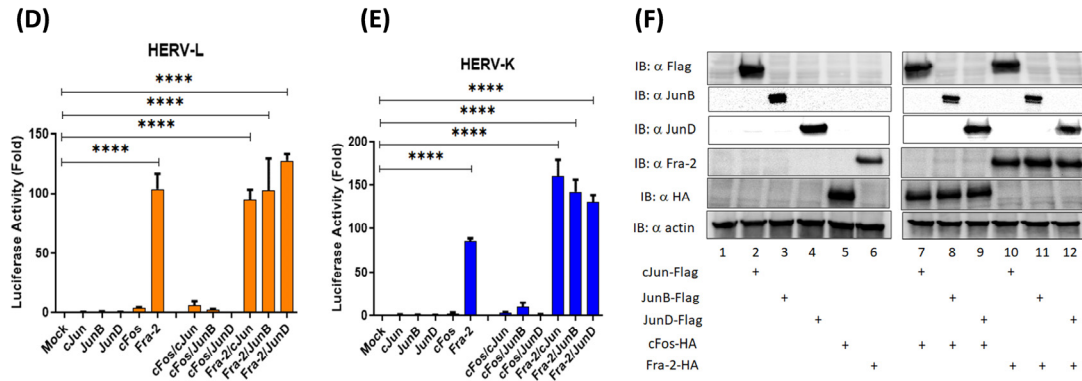 (D)
HERV-L
****
****
****
****
Luciferase Activity (Fold)
150
100
50
0
Mock
cJun
JunB
JunD
cFos
Fra-2
cFos/cJun
cFos/JunB
cFos/JunD
Fra-2/cJun
Fra-2/JunB
Fra-2/JunD
(E)
HERV-K
****
****
****
****
Luciferase Activity (Fold)
200
150
100
50
0
Mock
cJun
JunB
JunD
cFos
Fra-2
cFos/cJun
cFos/JunB
cFos/JunD
Fra-2/cJun
Fra-2/JunB
Fra-2/JunD
(F)
IB: α Flag
IB: α JunB
IB: α JunD
IB: α Fra-2
IB: α HA
IB: α actin
1 2 3 4 5 6 7 8 9 10 11 12
cJun-Flag + + +
JunB-Flag + + +
JunD-Flag + + +
cFos-HA + + + +
Fra-2-HA + + + +